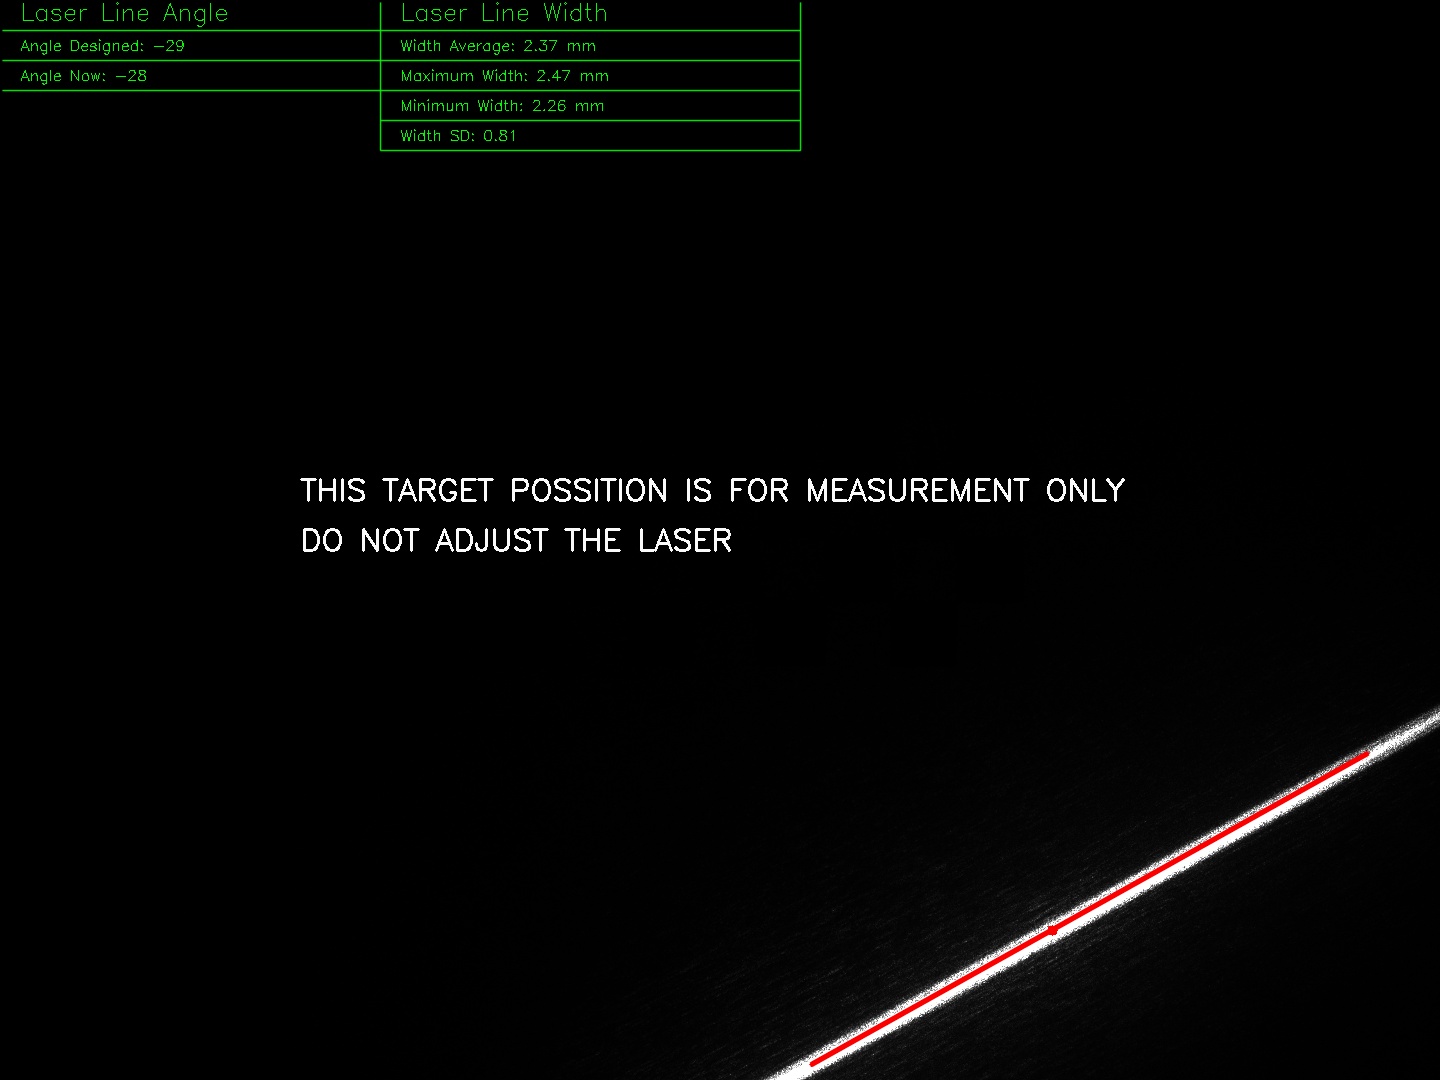 Laser Line Angle
Angle Designed: -29
Angle Now: -28
Laser Line Width
Width Average: 2.37 mm
Maximum Width: 2.47 mm
Minimum Width: 2.26 mm
Width SD: 0.81
THIS TARGET POSSITION IS FOR MEASUREMENT ONLY
DO NOT ADJUST THE LASER